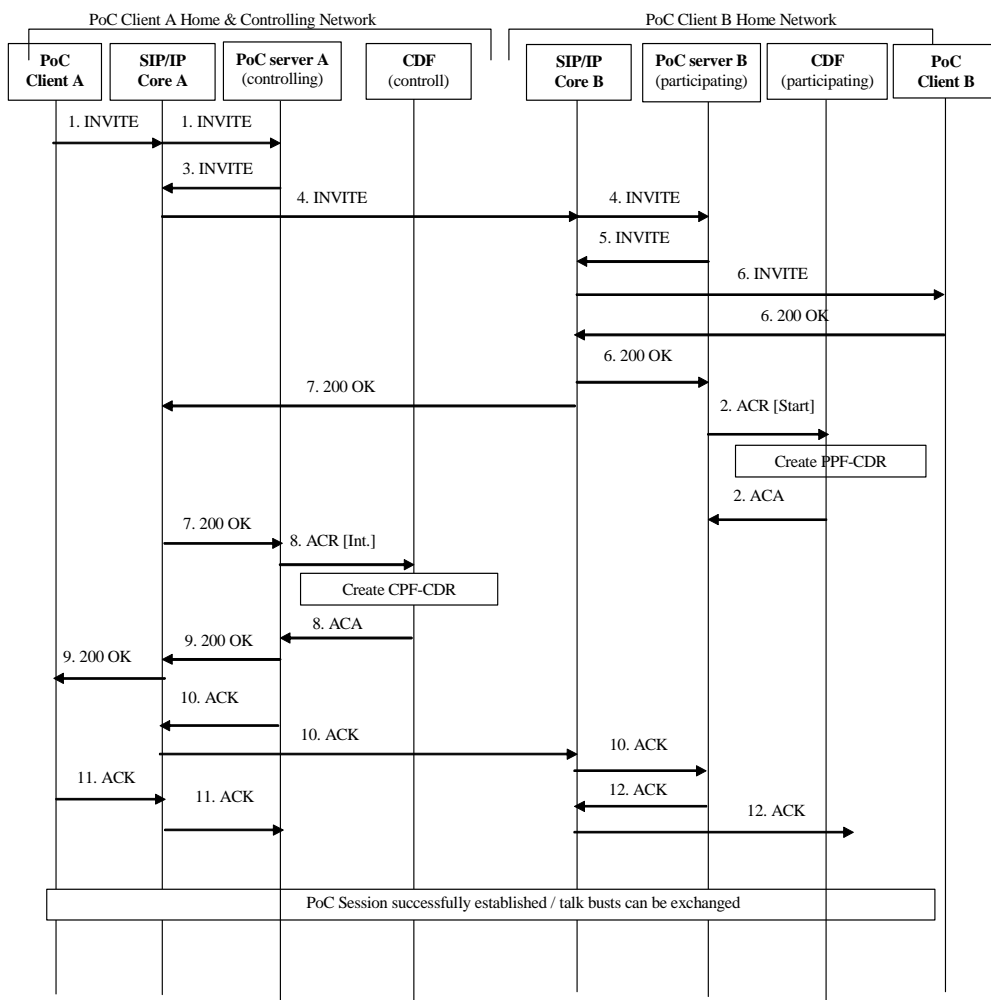 PoC Client A Home & Controlling Network
PoC Client B Home Network
PoC
Client A
SIP/IP
Core A
PoC server A
(controlling)
CDF
(controll)
SIP/IP
Core B
PoC server B
(participating)
CDF
(participating)
PoC
Client B
1. INVITE
1. INVITE
3. INVITE
4. INVITE
4. INVITE
5. INVITE
6. INVITE
6. 200 OK
6. 200 OK
7. 200 OK
2. ACR [Start]
Create PPF-CDR
2. ACA
7. 200 OK
8. ACR [Int.]
Create CPF-CDR
8. ACA
9. 200 OK
9. 200 OK
10. ACK
10. ACK
10. ACK
11. ACK
11. ACK
12. ACK
12. ACK
PoC Session successfully established / talk busts can be exchanged